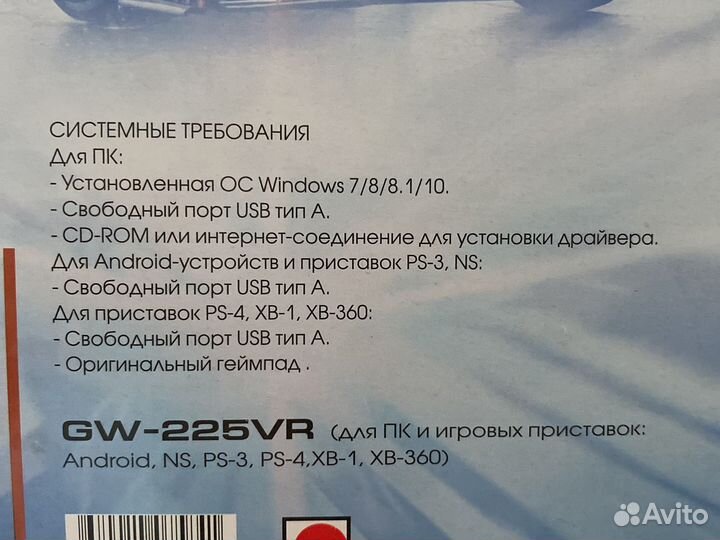 СИСТЕМНЫЕ ТРЕБОВАНИЯ
Для ПК:
- Установленная ОС Windows 7/8/8.1/10.
- Свободный порт USB тип А.
- CD-ROM или интернет-соединение для установки драйвера.
Для Android-устройств и приставок PS-3, NS:
- Свободный порт USB тип А.
Для приставок PS-4, XB-1, XB-360:
- Свободный порт USB тип А.
- Оригинальный геймпад .
GW-225VR (для ПК и игровых приставок:
Android, NS, PS-3, PS-4,XB-1, XB-360)
Avito